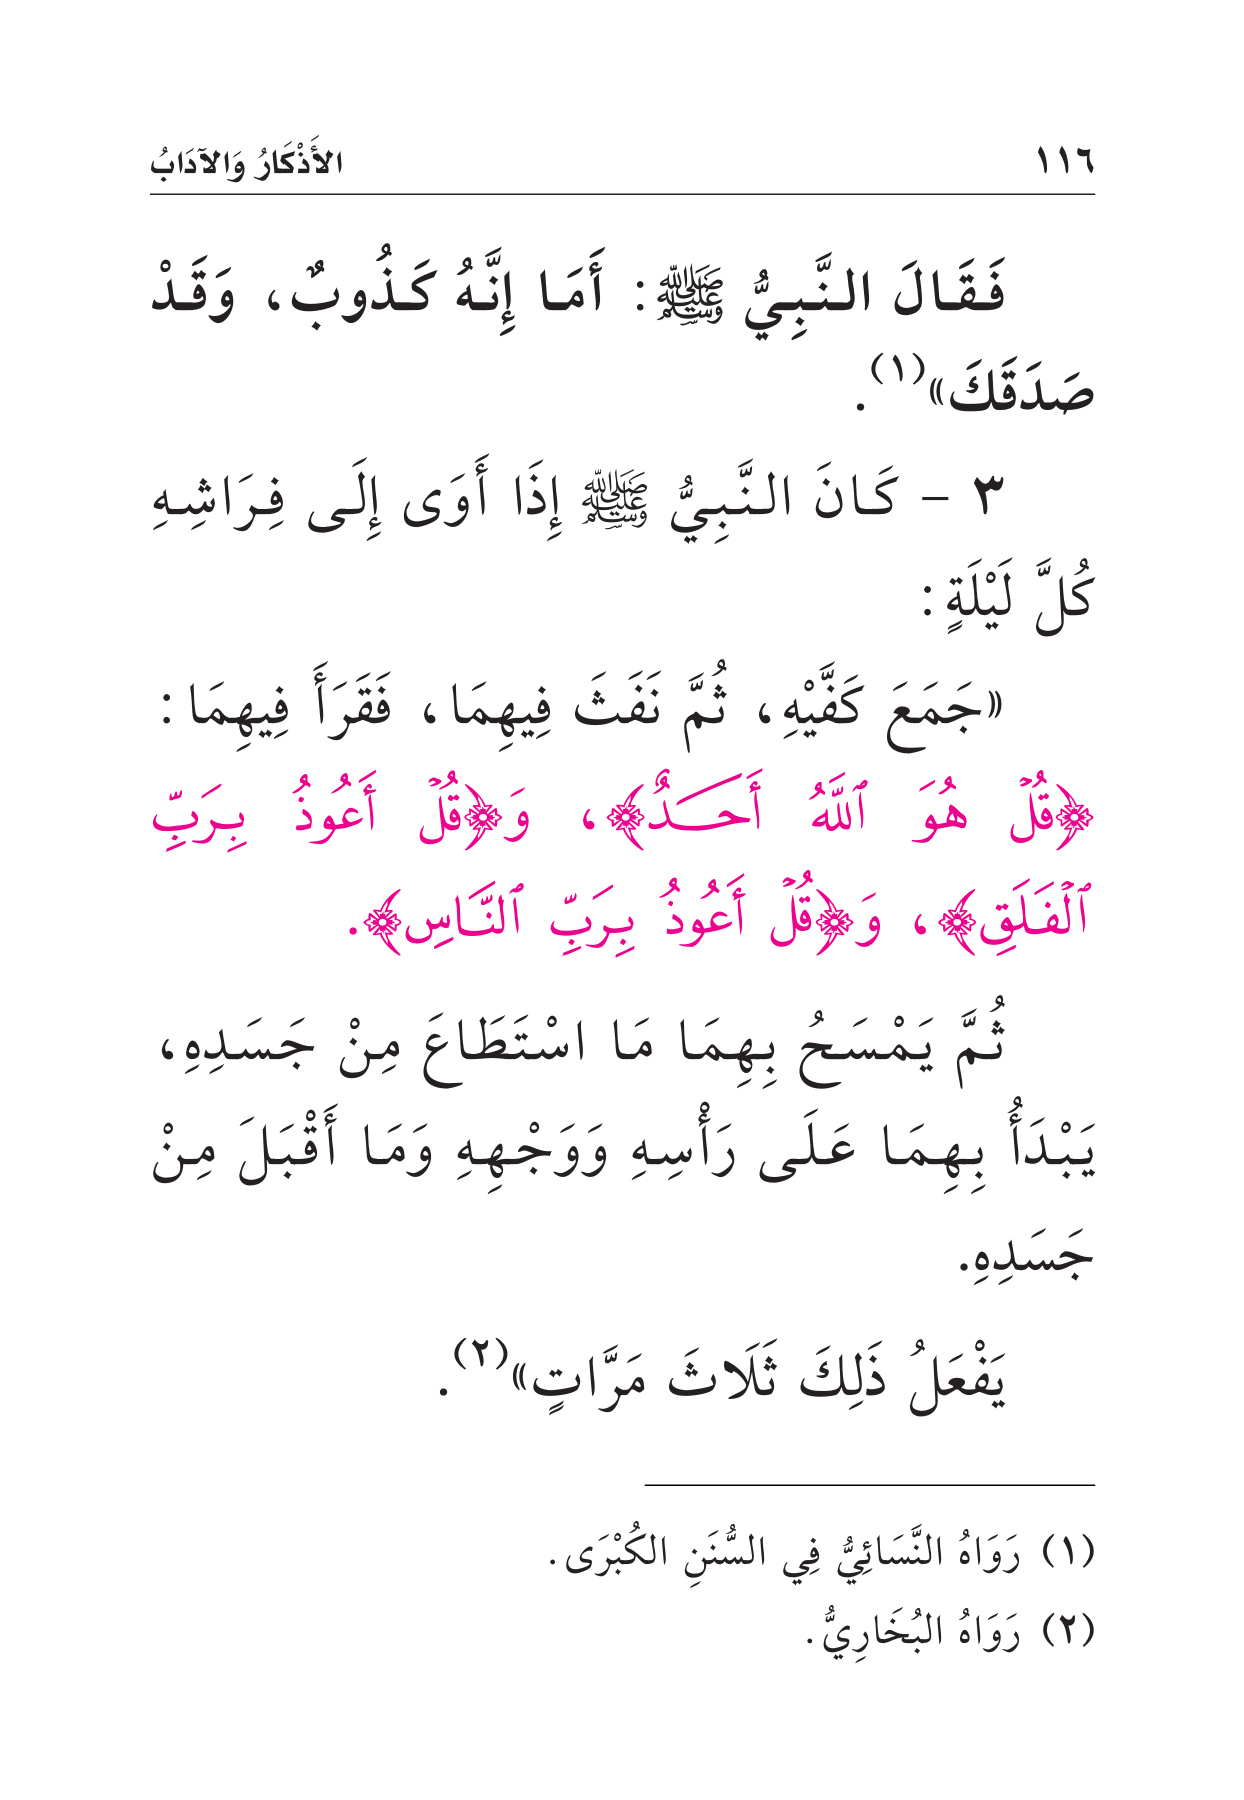 ١١٦ الأَذْكَارُ وَالآدَابُ
فَقَالَ النَّبِيُّ ﷺ: أَمَا إِنَّهُ كَذُوبٌ، وَقَدْ
صَدَقَكَ»(١).
٣ - كَانَ النَّبِيُّ ﷺ إِذَا أَوَى إِلَى فِرَاشِهِ
كُلَّ لَيْلَةٍ:
«جَمَعَ كَفَّيْهِ، ثُمَّ نَفَثَ فِيهِمَا، فَقَرَأَ فِيهِمَا:
﴿قُلۡ هُوَ ٱللَّهُ أَحَدٌ﴾، وَ﴿قُلۡ أَعُوذُ بِرَبِّ
ٱلۡفَلَقِ﴾، وَ﴿قُلۡ أَعُوذُ بِرَبِّ ٱلنَّاسِ﴾.
ثُمَّ يَمْسَحُ بِهِمَا مَا اسْتَطَاعَ مِنْ جَسَدِهِ،
يَبْدَأُ بِهِمَا عَلَى رَأْسِهِ وَوَجْهِهِ وَمَا أَقْبَلَ مِنْ
جَسَدِهِ.
يَفْعَلُ ذَلِكَ ثَلَاثَ مَرَّاتٍ»(٢).
(١) رَوَاهُ النَّسَائِيُّ فِي السُّنَنِ الكُبْرَى.
(٢) رَوَاهُ البُخَارِيُّ.